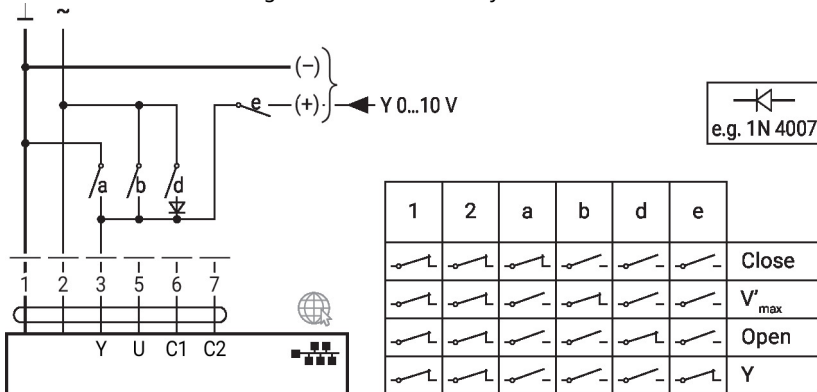 ⊥ ~
(–)
e (+) Y 0...10 V
e.g. 1N 4007
a b d
1 2 a b d e
Close
V'max
Open
Y
1 2 3 5 6 7
Y U C1 C2